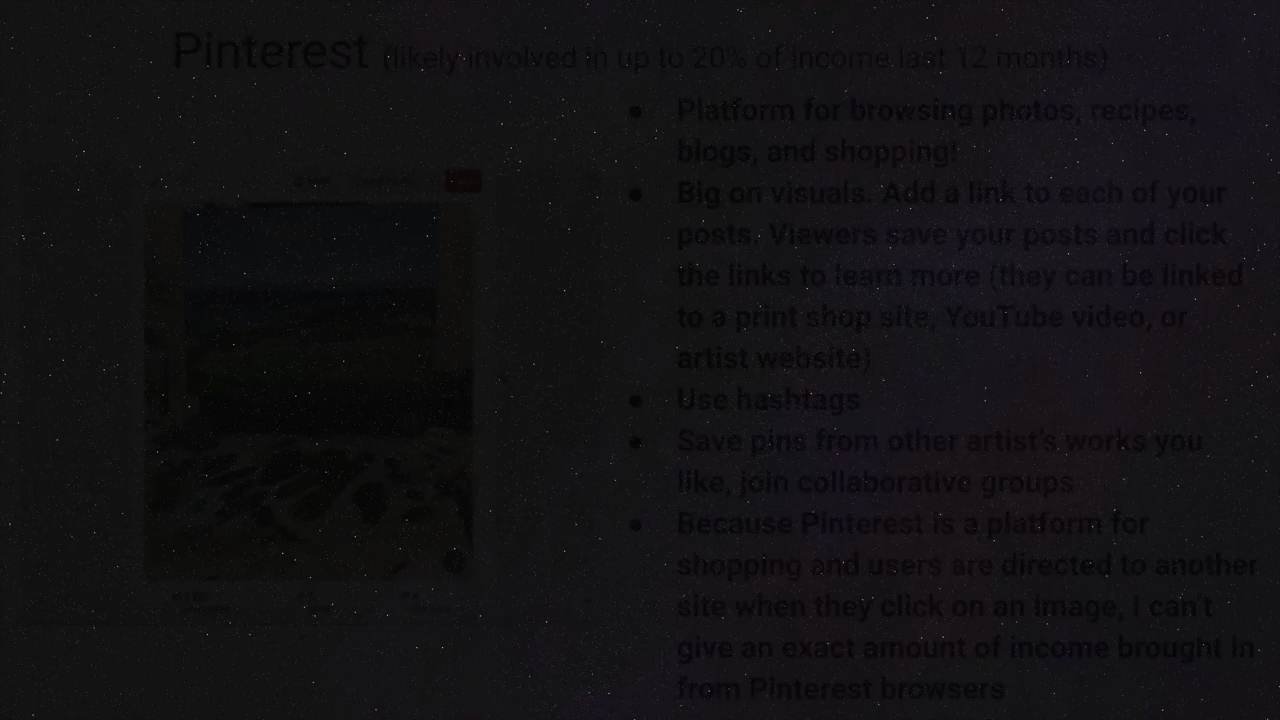 Pinterest (likely involved in up to 20% of income last 12 months)
● Platform for browsing photos, recipes,
blogs, and shopping!
● Big on visuals. Add a link to each of your
posts. Viewers save your posts and click
the links to learn more (they can be linked
to a print shop site, YouTube video, or
artist website)
● Use hashtags
● Save pins from other artist's works you
like, join collaborative groups
● Because Pinterest is a platform for
shopping and users are directed to another
site when they click on an image, I can't
give an exact amount of income brought in
from Pinterest browsers